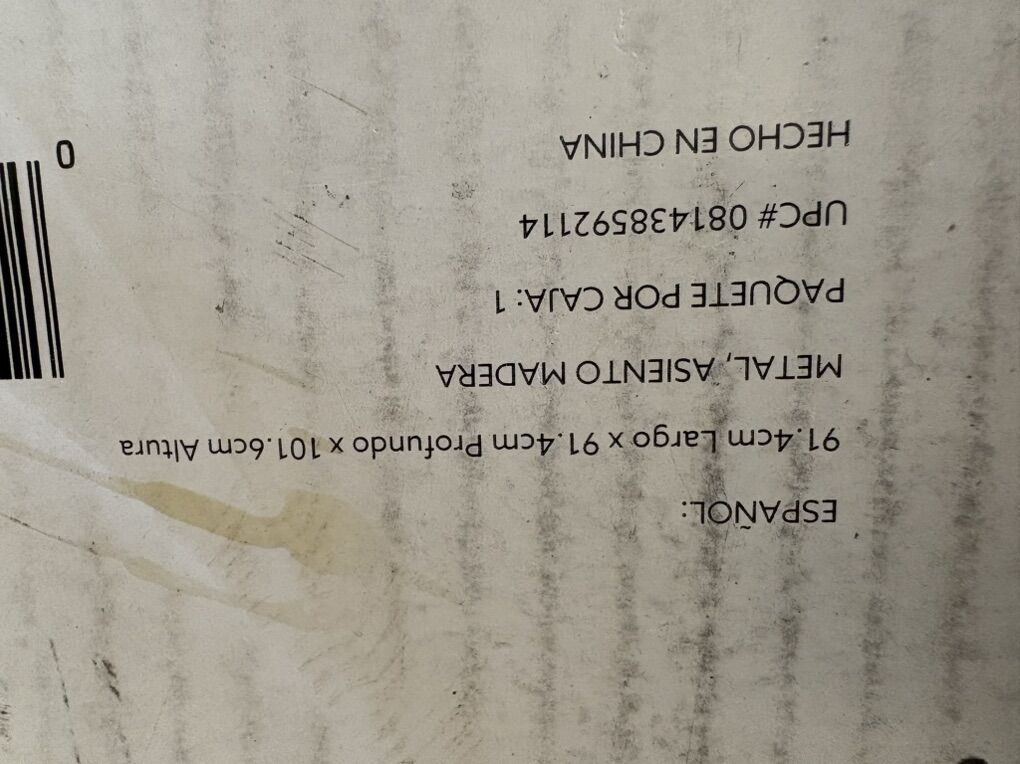 ESPAÑOL:
91.4cm Largo x 91.4cm Profundo x 101.6cm Altura
METAL, ASIENTO MADERA
PAQUETE POR CAJA: 1
UPC# 081438592114
HECHO EN CHINA
0